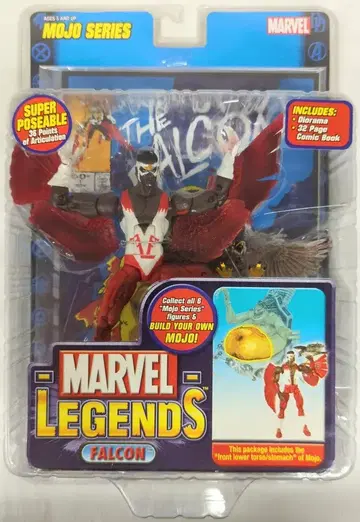 AGES 5 AND UP
MOJO SERIES
MARVEL
SUPER
POSEABLE
36 Points
of Articulation
THE
FALCON
INCLUDES:
• Diorama
• 32 Page
Comic Book
Collect all 6
"Mojo Series"
figures &
BUILD YOUR OWN
MOJO!
MARVEL
LEGENDS™
FALCON
This package includes the
"front lower torso/stomach" of Mojo.